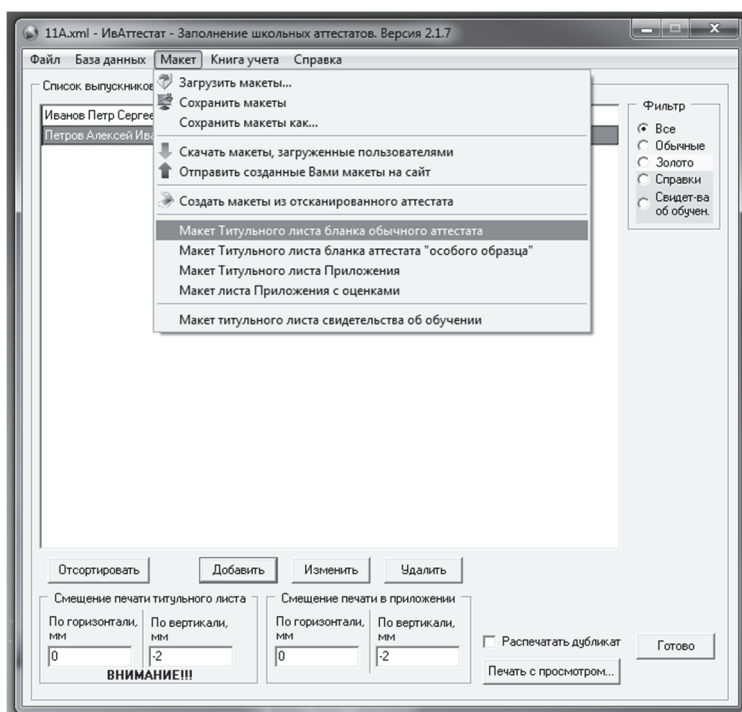 11A.xml - ИвАттестат - Заполнение школьных аттестатов. Версия 2.1.7
Файл База данных Макет Книга учета Справка
Список выпускников
Иванов Петр Сергее
Петров Алексей Ива
Загрузить макеты...
Сохранить макеты
Сохранить макеты как...
Скачать макеты, загруженные пользователями
Отправить созданные Вами макеты на сайт
Создать макеты из отсканированного аттестата
Макет Титульного листа бланка обычного аттестата
Макет Титульного листа бланка аттестата "особого образца"
Макет Титульного листа Приложения
Макет листа Приложения с оценками
Макет титульного листа свидетельства об обучении
Фильтр
Все
Обычные
Золото
Справки
Свидет-ва
об обучен.
Отсортировать Добавить Изменить Удалить
Смещение печати титульного листа
По горизонтали, мм
0
По вертикали, мм
-2
ВНИМАНИЕ!!!
Смещение печати в приложении
По горизонтали, мм
0
По вертикали, мм
-2
Распечатать дубликат
Печать с просмотром...
Готово